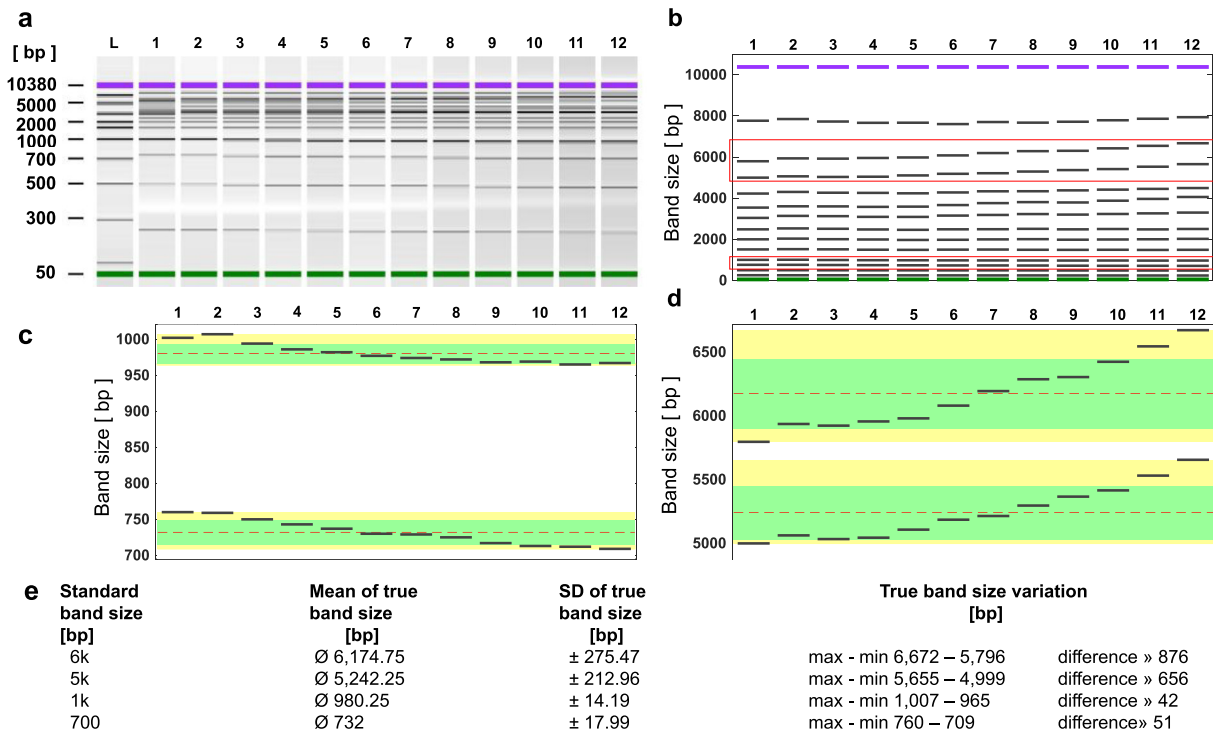 a
[ bp ]
L 1 2 3 4 5 6 7 8 9 10 11 12
10380
5000
2000
1000
700
500
300
50
b
1 2 3 4 5 6 7 8 9 10 11 12
Band size [ bp ]
10000
8000
6000
4000
2000
0
c
1 2 3 4 5 6 7 8 9 10 11 12
Band size [ bp ]
1000
950
900
850
800
750
700
d
1 2 3 4 5 6 7 8 9 10 11 12
Band size [ bp ]
6500
6000
5500
5000
e
Standard band size [bp] Mean of true band size [bp] SD of true band size [bp] True band size variation [bp]
6k Ø 6,174.75 ± 275.47 max - min 6,672 – 5,796 difference » 876
5k Ø 5,242.25 ± 212.96 max - min 5,655 – 4,999 difference » 656
1k Ø 980.25 ± 14.19 max - min 1,007 – 965 difference » 42
700 Ø 732 ± 17.99 max - min 760 – 709 difference» 51